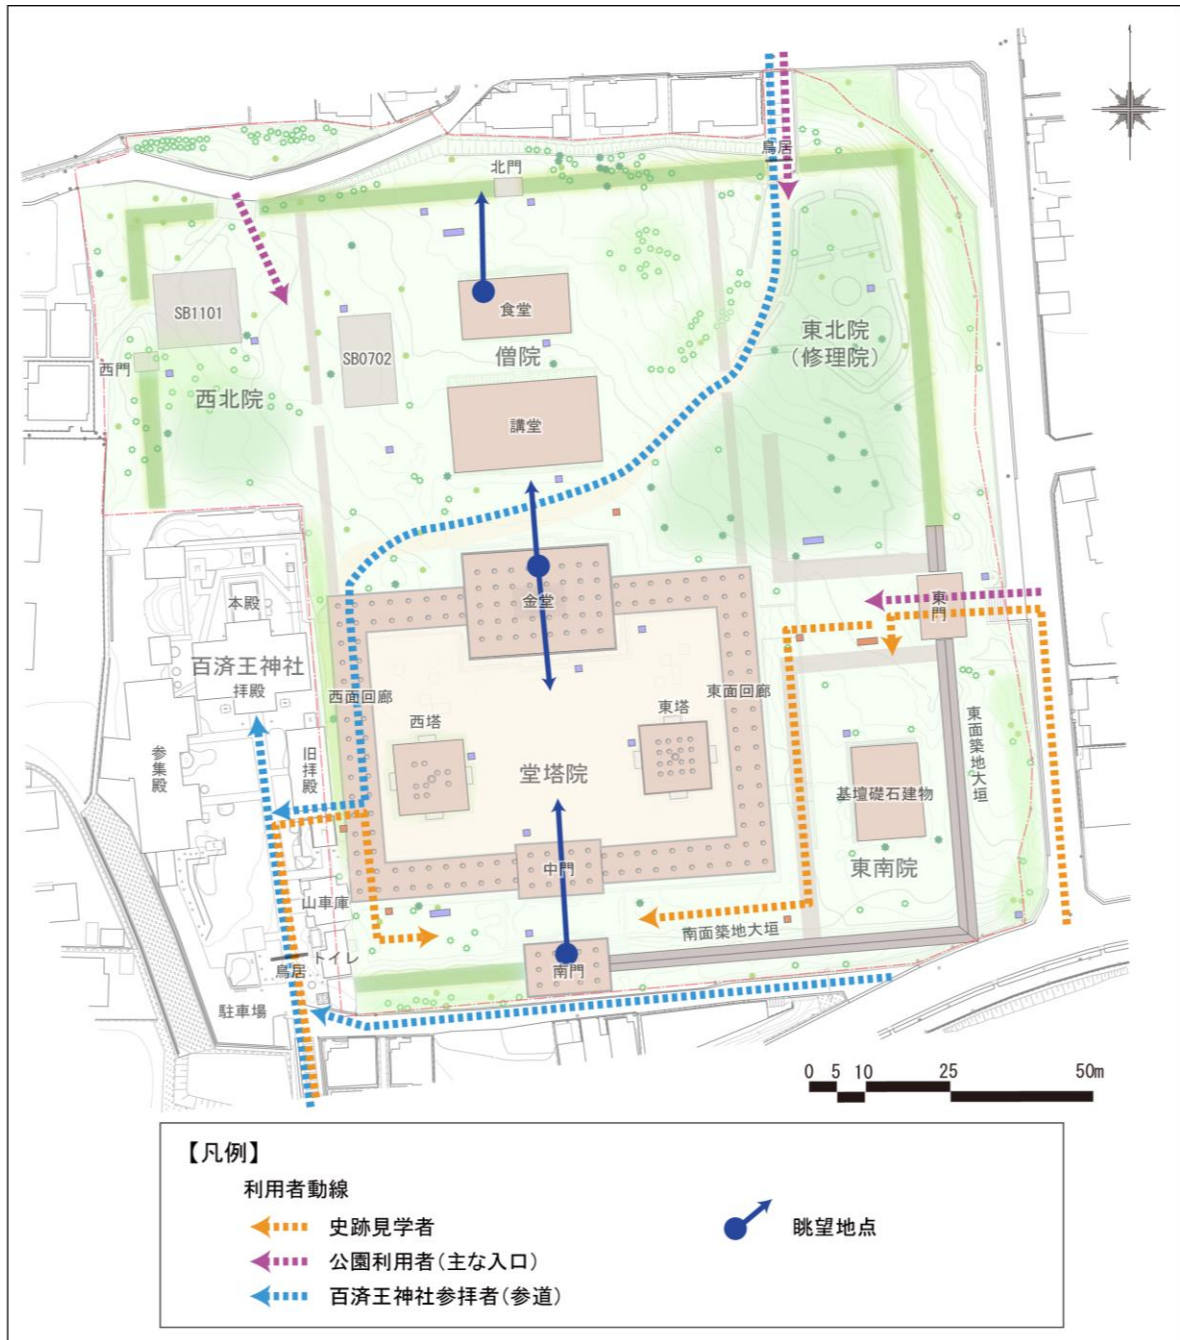 鳥居
北門
SB1101
食堂
SB0702
僧院
東北院
(修理院)
西門
西北院
講堂
本殿
金堂
東門
百済王神社
拝殿
西面回廊
東面回廊
西塔
東塔
参集殿
旧拝殿
堂塔院
東面築地大垣
基壇礎石建物
中門
東南院
山車庫
南面築地大垣
トイレ
鳥居
南門
駐車場
0 5 10 25 50m
【凡例】
利用者動線
史跡見学者
眺望地点
公園利用者(主な入口)
百済王神社参拝者(参道)